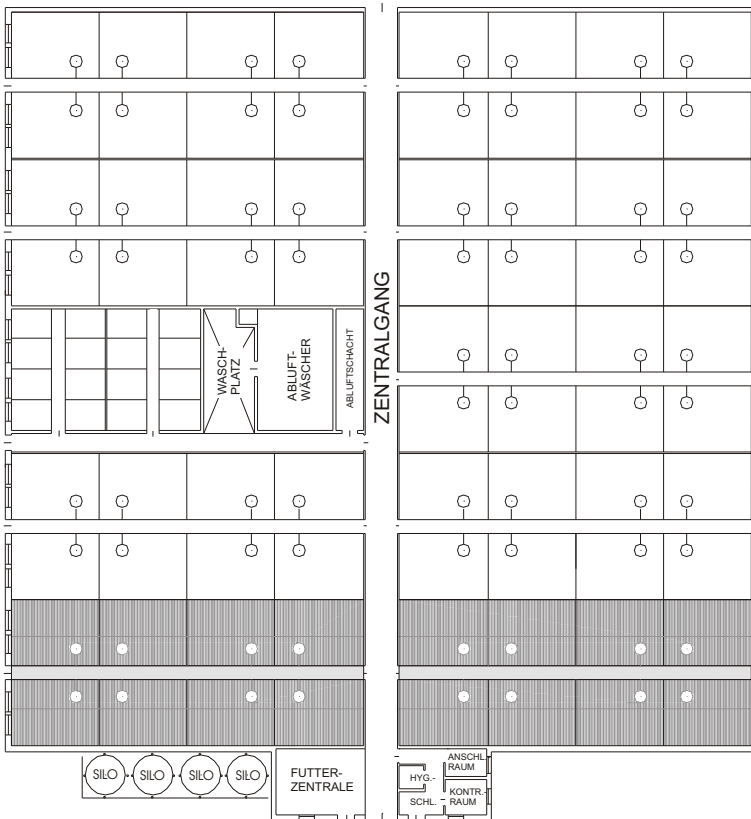 ZENTRALGANG
WASCH-
PLATZ
ABLUFT-
WÄSCHER
ABLUFTSCHACHT
SILO
SILO
SILO
SILO
FUTTER-
ZENTRALE
HYG.-
SCHL.
ANSCHL.
RAUM
KONTR.-
RAUM